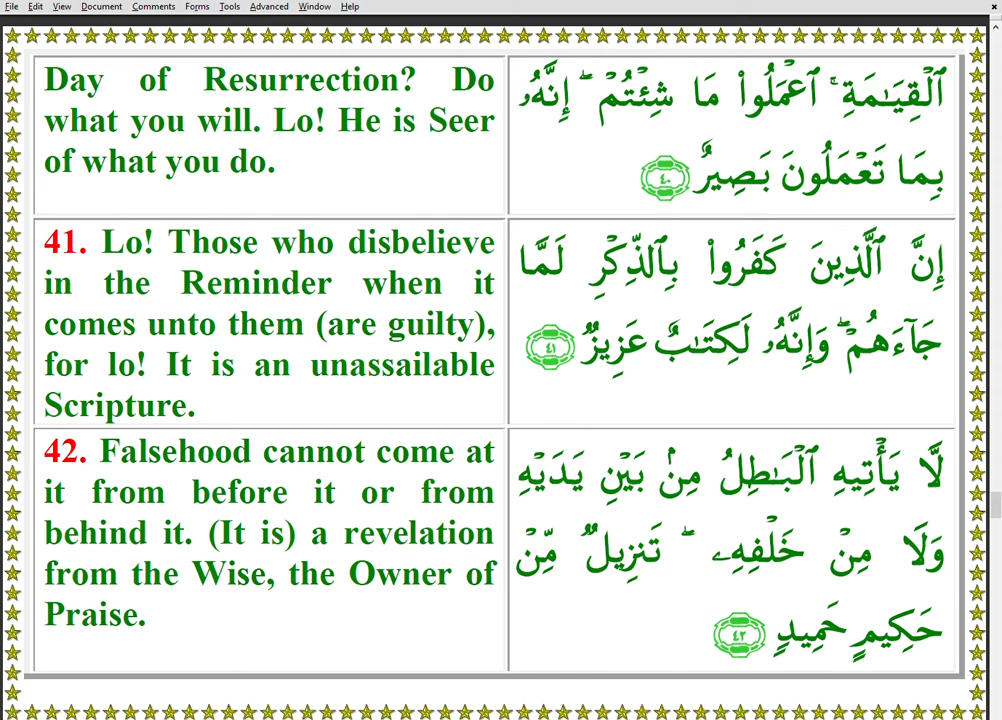 File Edit View Document Comments Forms Tools Advanced Window Help
Day of Resurrection? Do
what you will. Lo! He is Seer
of what you do.
ٱلْقِيَـٰمَةِ ۚ ٱعْمَلُوا۟ مَا شِئْتُمْ ۖ إِنَّهُۥ
بِمَا تَعْمَلُونَ بَصِيرٌ ٤٠
41. Lo! Those who disbelieve
in the Reminder when it
comes unto them (are guilty),
for lo! It is an unassailable
Scripture.
إِنَّ ٱلَّذِينَ كَفَرُوا۟ بِٱلذِّكْرِ لَمَّا
جَآءَهُمْ ۖ وَإِنَّهُۥ لَكِتَـٰبٌ عَزِيزٌ ٤١
42. Falsehood cannot come at
it from before it or from
behind it. (It is) a revelation
from the Wise, the Owner of
Praise.
لَّا يَأْتِيهِ ٱلْبَـٰطِلُ مِنۢ بَيْنِ يَدَيْهِ
وَلَا مِنْ خَلْفِهِۦ ۖ تَنزِيلٌ مِّنْ
حَكِيمٍ حَمِيدٍ ٤٢